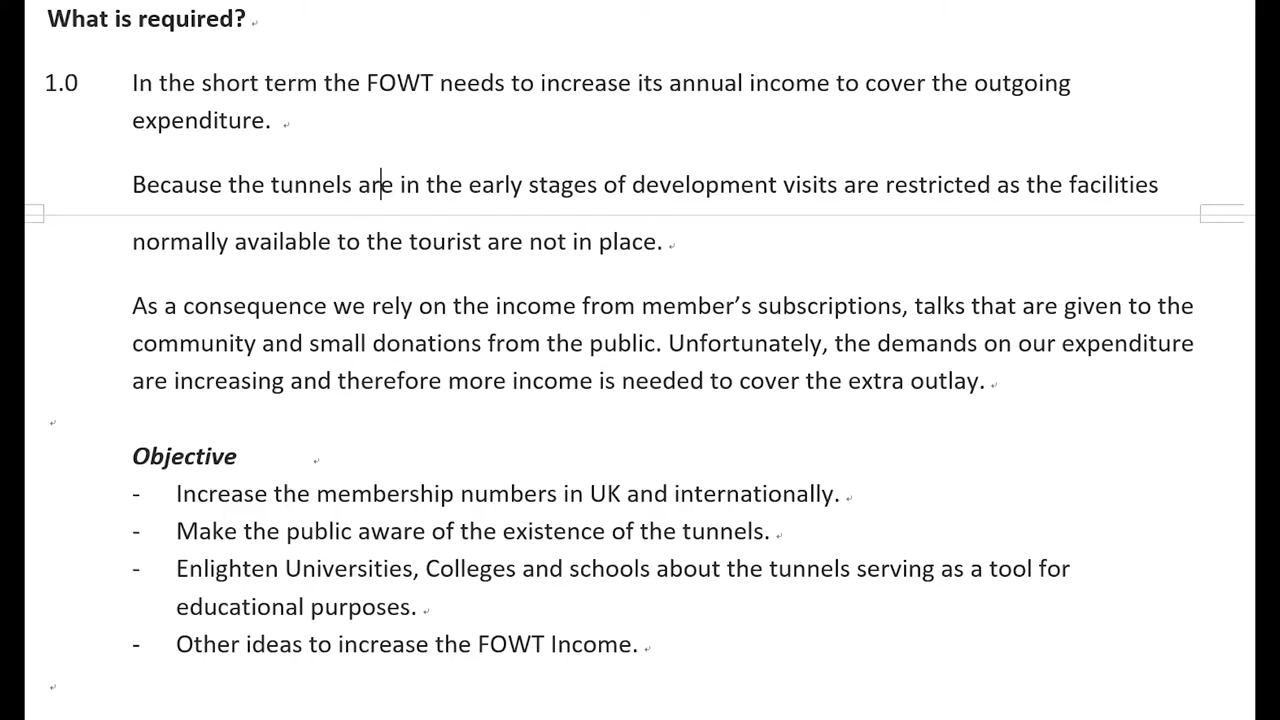 What is required?
1.0 In the short term the FOWT needs to increase its annual income to cover the outgoing
expenditure.
Because the tunnels are in the early stages of development visits are restricted as the facilities
normally available to the tourist are not in place.
As a consequence we rely on the income from member’s subscriptions, talks that are given to the
community and small donations from the public. Unfortunately, the demands on our expenditure
are increasing and therefore more income is needed to cover the extra outlay.
Objective
- Increase the membership numbers in UK and internationally.
- Make the public aware of the existence of the tunnels.
- Enlighten Universities, Colleges and schools about the tunnels serving as a tool for
educational purposes.
- Other ideas to increase the FOWT Income.